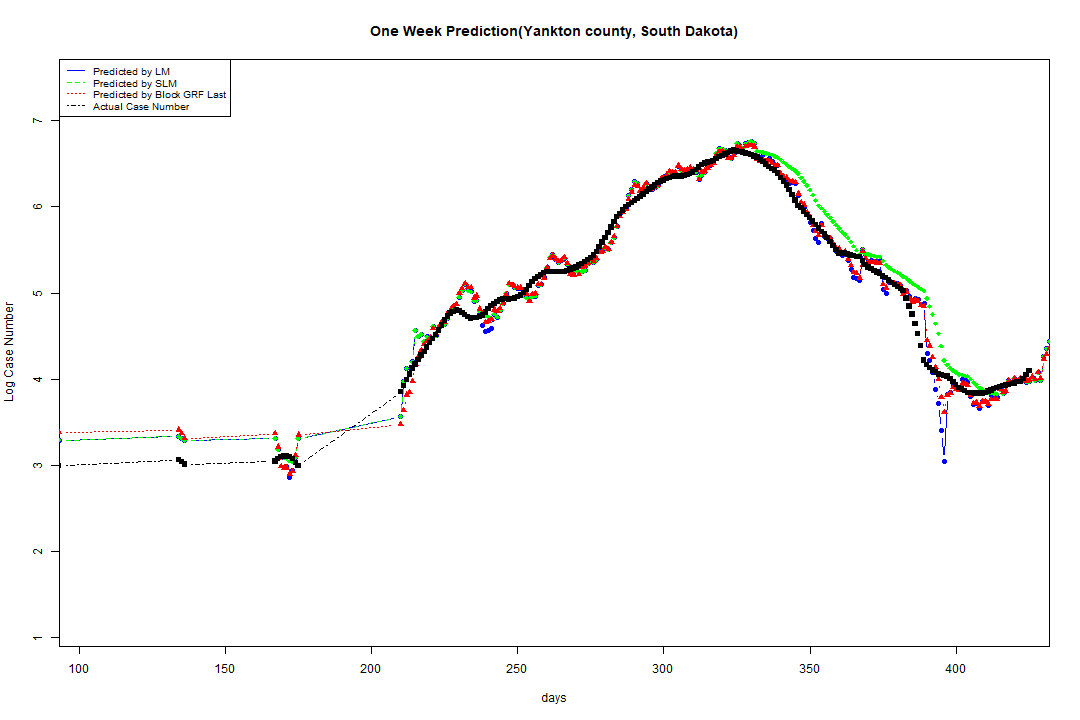 One Week Prediction(Yankton county, South Dakota)
Predicted by LM
Predicted by SLM
Predicted by Block GRF Last
Actual Case Number
7
6
5
4
3
2
1
Log Case Number
100 150 200 250 300 350 400
days